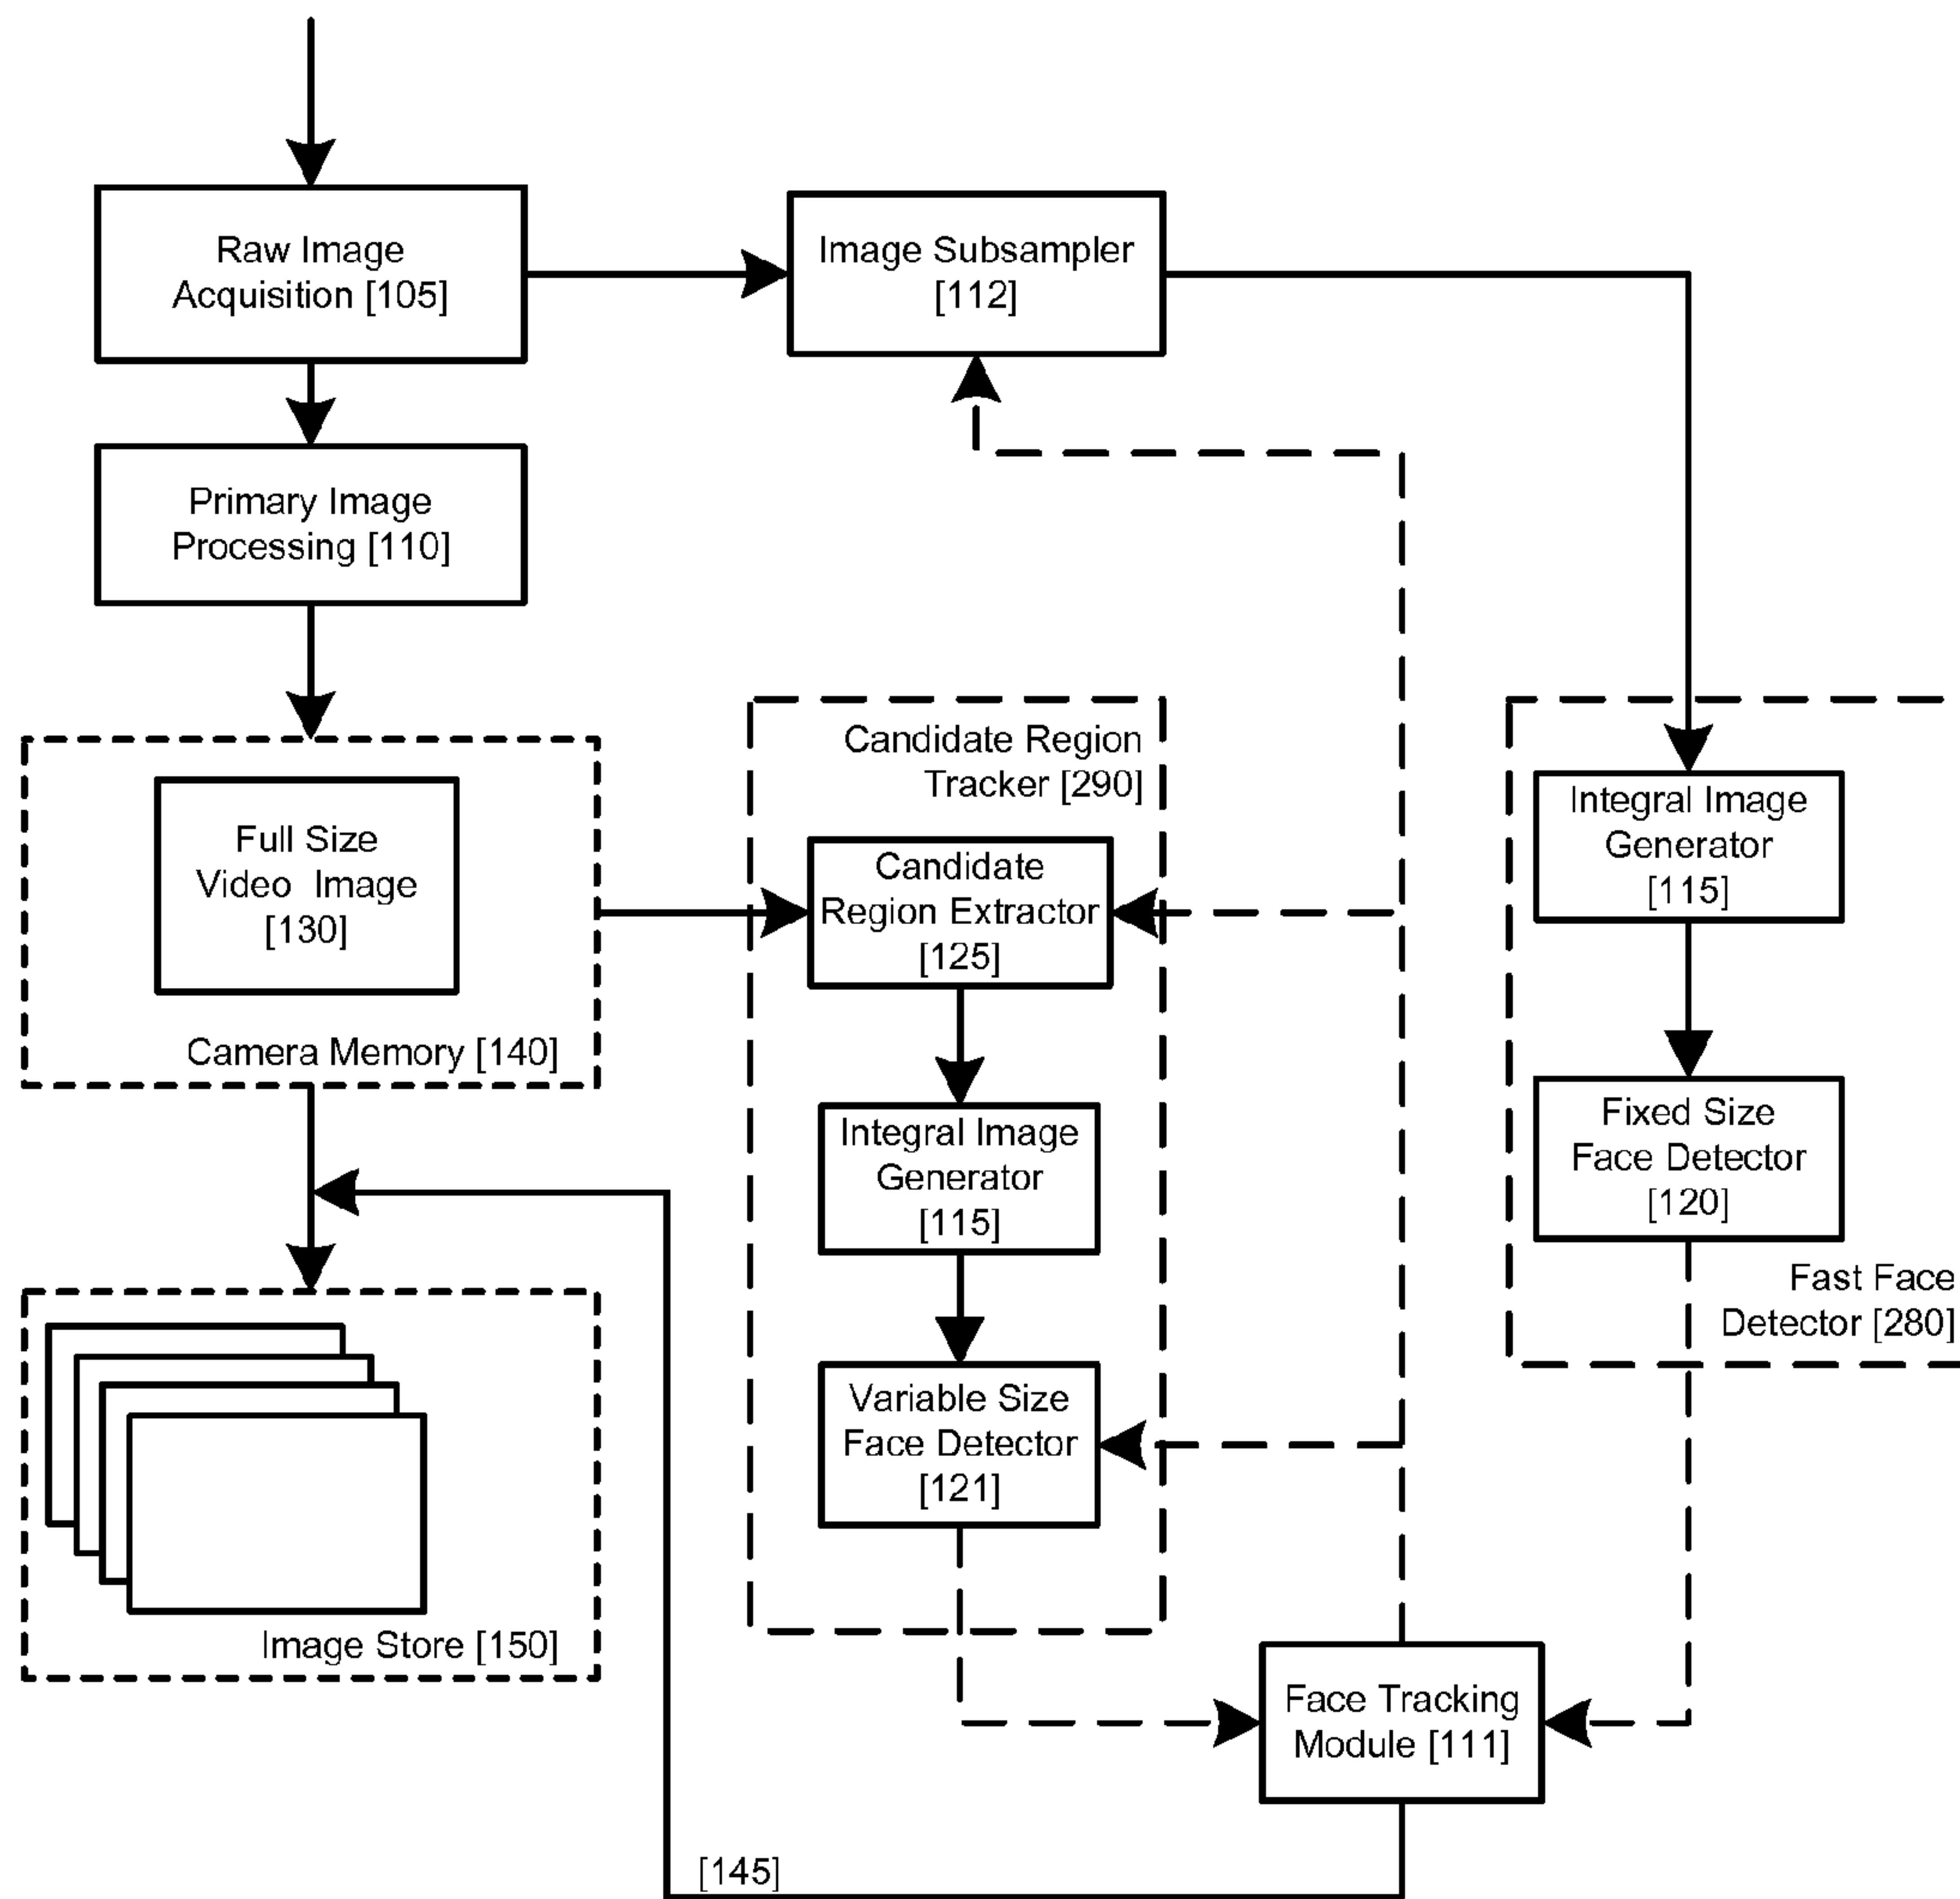 Raw Image
Acquisition [105]
Image Subsampler
[112]
Primary Image
Processing [110]
Full Size
Video Image
[130]
Camera Memory [140]
Candidate Region
Tracker [290]
Candidate
Region Extractor
[125]
Integral Image
Generator
[115]
Variable Size
Face Detector
[121]
Integral Image
Generator
[115]
Fixed Size
Face Detector
[120]
Fast Face
Detector [280]
Image Store [150]
Face Tracking
Module [111]
[145]